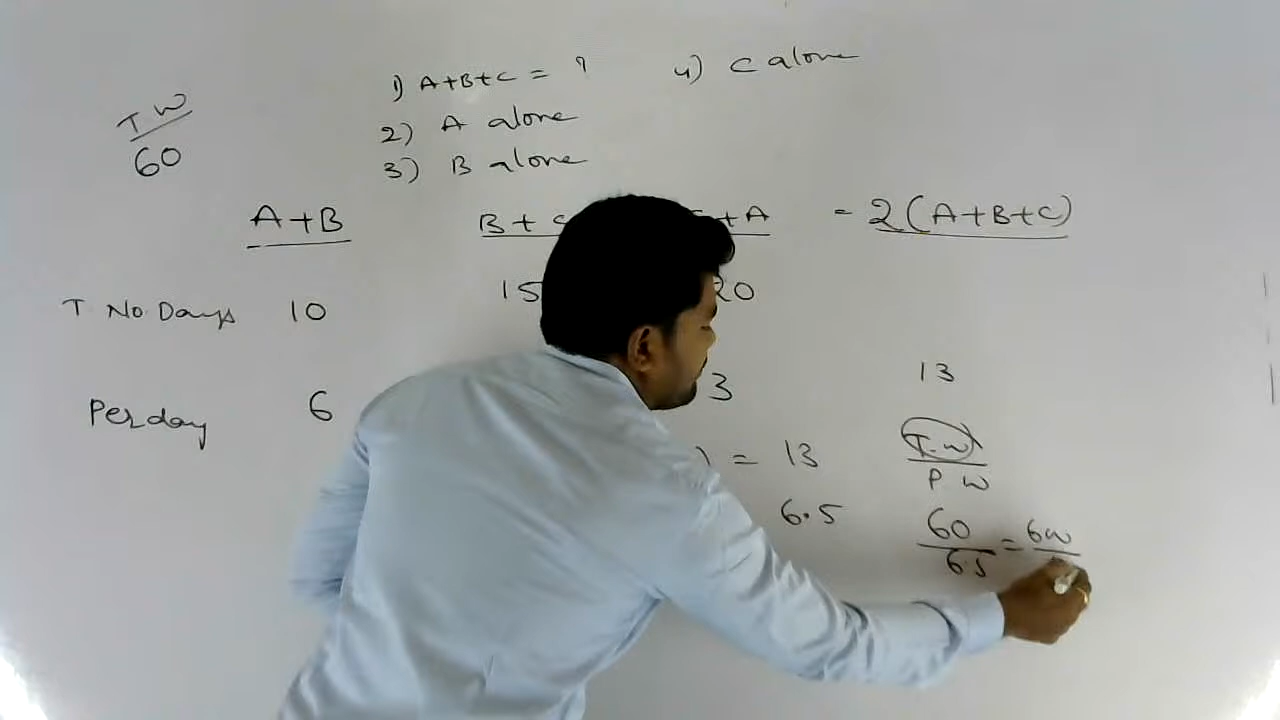 1) A+B+C = ?
4) C alone
T W
60
2) A alone
3) B alone
A+B
B + C
+A
= 2(A+B+C)
T No. Days 10
15
20
13
Per day 6
3
) = 13
T.W
P.W
6.5
60 = 600
6.5